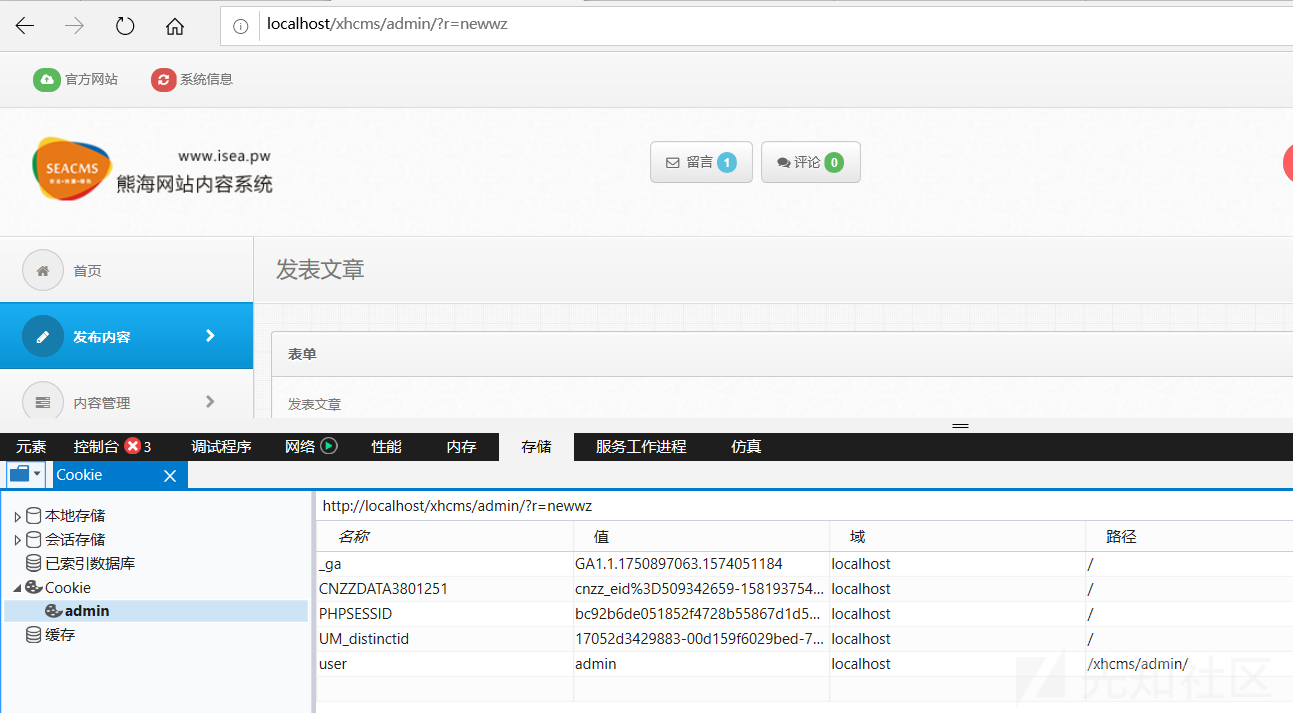 localhost/xhcms/admin/?r=newwz
官方网站 系统信息
SEACMS
www.isea.pw
熊海网站内容系统
留言 1 评论 0
首页
发表文章
发布内容
表单
内容管理
发表文章
元素 控制台 3 调试程序 网络 性能 内存 存储 服务工作进程 仿真
Cookie
http://localhost/xhcms/admin/?r=newwz
本地存储
会话存储
已索引数据库
Cookie
admin
缓存
名称 值 域 路径
_ga GA1.1.1750897063.1574051184 localhost /
CNZZDATA3801251 cnzz_eid%3D509342659-158193754... localhost /
PHPSESSID bc92b6de051852f4728b55867d1d5... localhost /
UM_distinctid 17052d3429883-00d159f6029bed-7... localhost /
user admin localhost /xhcms/admin/
先知社区